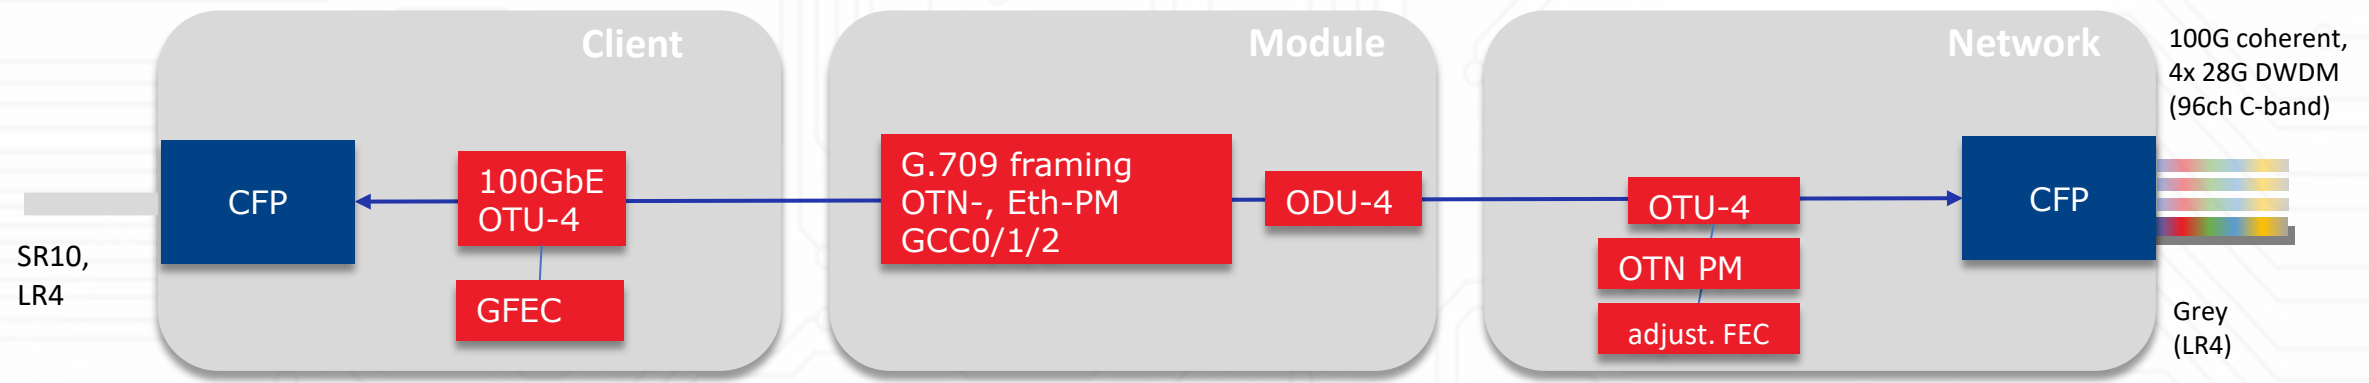 Client
Module
Network
100G coherent,
4x 28G DWDM
(96ch C-band)
CFP
100GbE
OTU-4
G.709 framing
OTN-, Eth-PM
GCC0/1/2
ODU-4
OTU-4
CFP
SR10,
LR4
GFEC
OTN PM
adjust. FEC
Grey
(LR4)